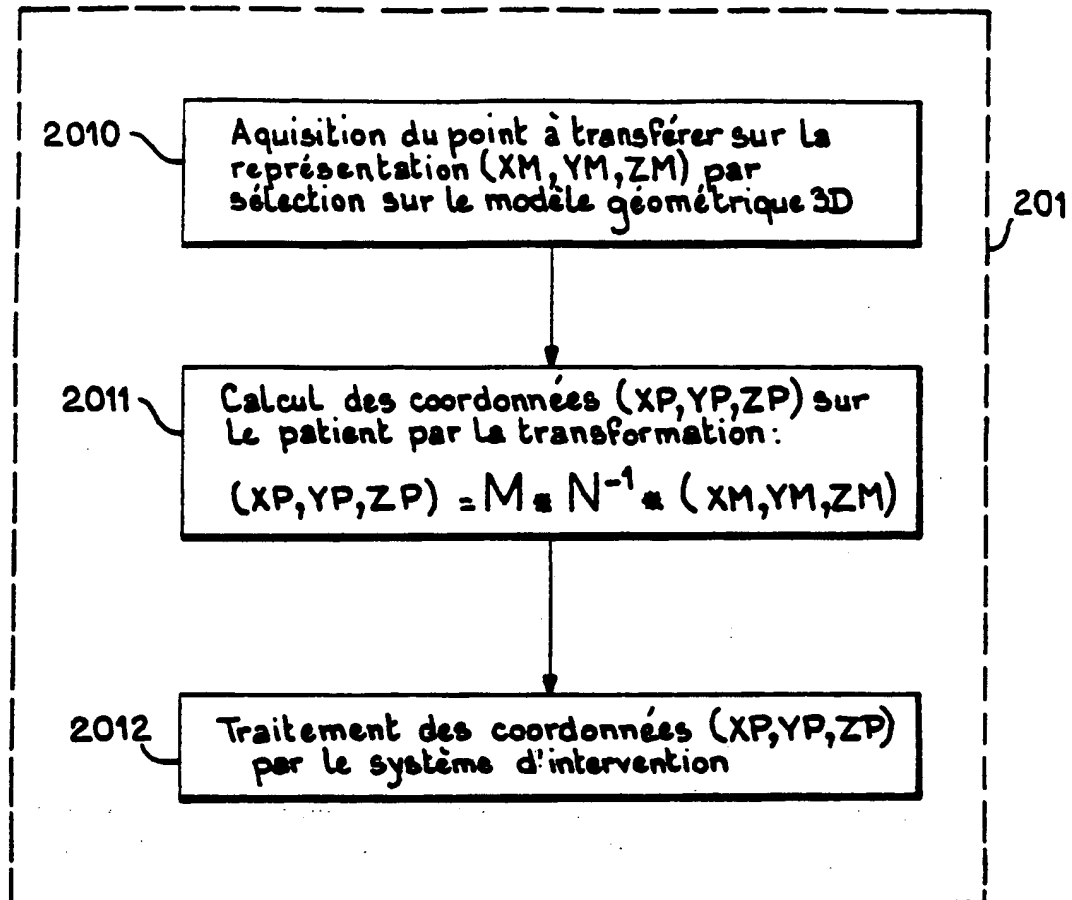 2010
Aquisition du point à transférer sur la
représentation (XM, YM, ZM) par
sélection sur le modèle géométrique 3D
201
2011
Calcul des coordonnées (XP,YP,ZP) sur
le patient par la transformation:
(XP,YP,ZP) = M * N⁻¹ * (XM,YM,ZM)
2012
Traitement des coordonnées (XP,YP,ZP)
par le système d'intervention